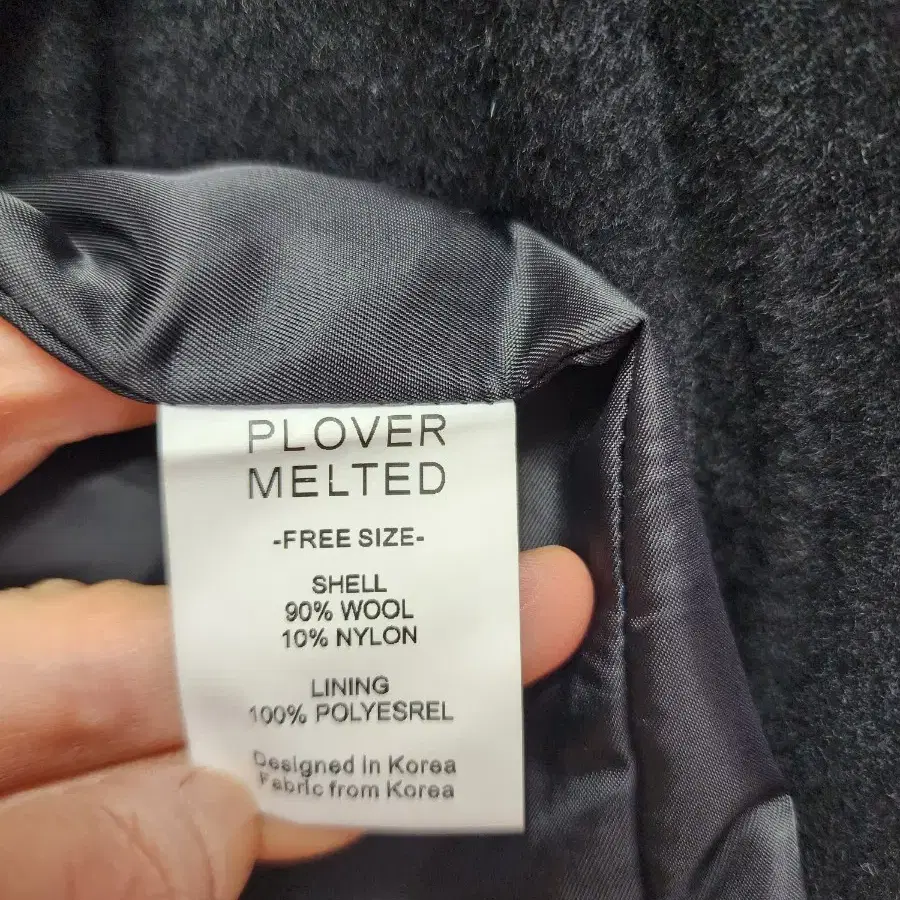 PLOVER
MELTED
-FREE SIZE-
SHELL
90% WOOL
10% NYLON
LINING
100% POLYESREL
Designed in Korea
Fabric from Korea